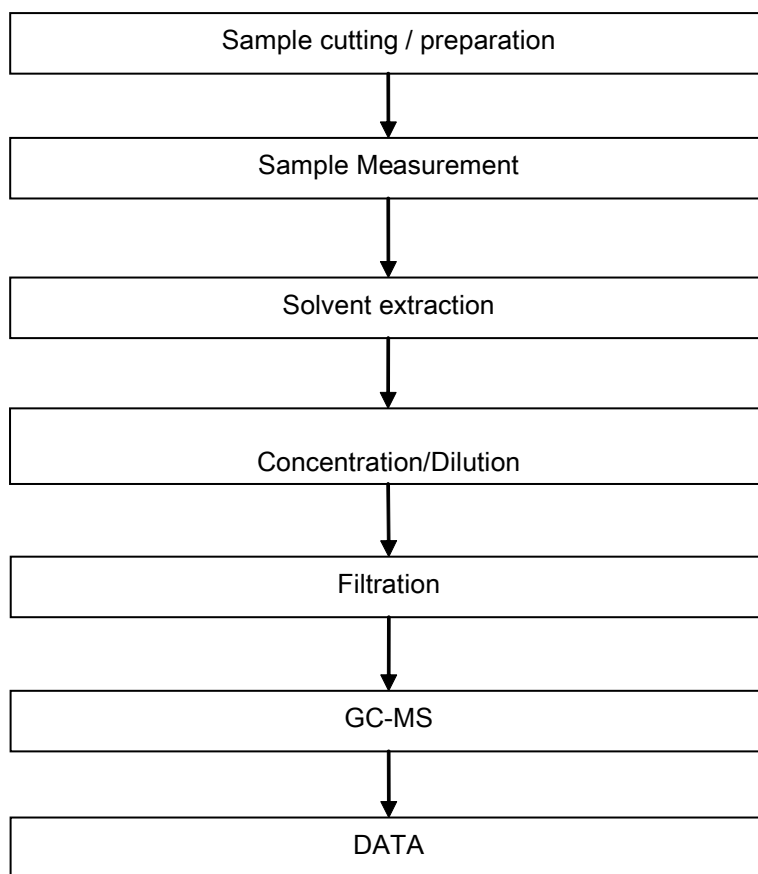 Sample cutting / preparation
Sample Measurement
Solvent extraction
Concentration/Dilution
Filtration
GC-MS
DATA